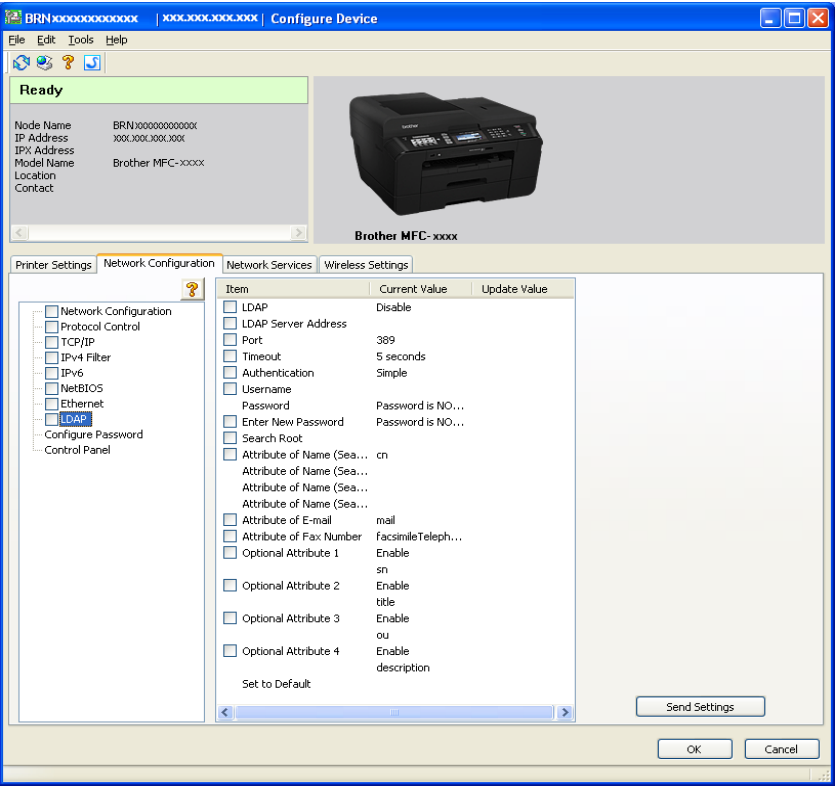 BRNxxxxxxxxxxxx | xxx.xxx.xxx.xxx | Configure Device
File Edit Tools Help
Ready
Node Name BRNxxxxxxxxxxxx
IP Address xxx.xxx.xxx.xxx
IPX Address
Model Name Brother MFC-xxxx
Location
Contact
brother
Brother MFC-xxxx
Printer Settings Network Configuration Network Services Wireless Settings
Network Configuration
Protocol Control
TCP/IP
IPv4 Filter
IPv6
NetBIOS
Ethernet
LDAP
Configure Password
Control Panel
Item Current Value Update Value
LDAP Disable
LDAP Server Address
Port 389
Timeout 5 seconds
Authentication Simple
Username
Password Password is NO...
Enter New Password Password is NO...
Search Root
Attribute of Name (Sea... cn
Attribute of Name (Sea...
Attribute of Name (Sea...
Attribute of Name (Sea...
Attribute of E-mail mail
Attribute of Fax Number facsimileTeleph...
Optional Attribute 1 Enable
sn
Optional Attribute 2 Enable
title
Optional Attribute 3 Enable
ou
Optional Attribute 4 Enable
description
Set to Default
Send Settings
OK Cancel